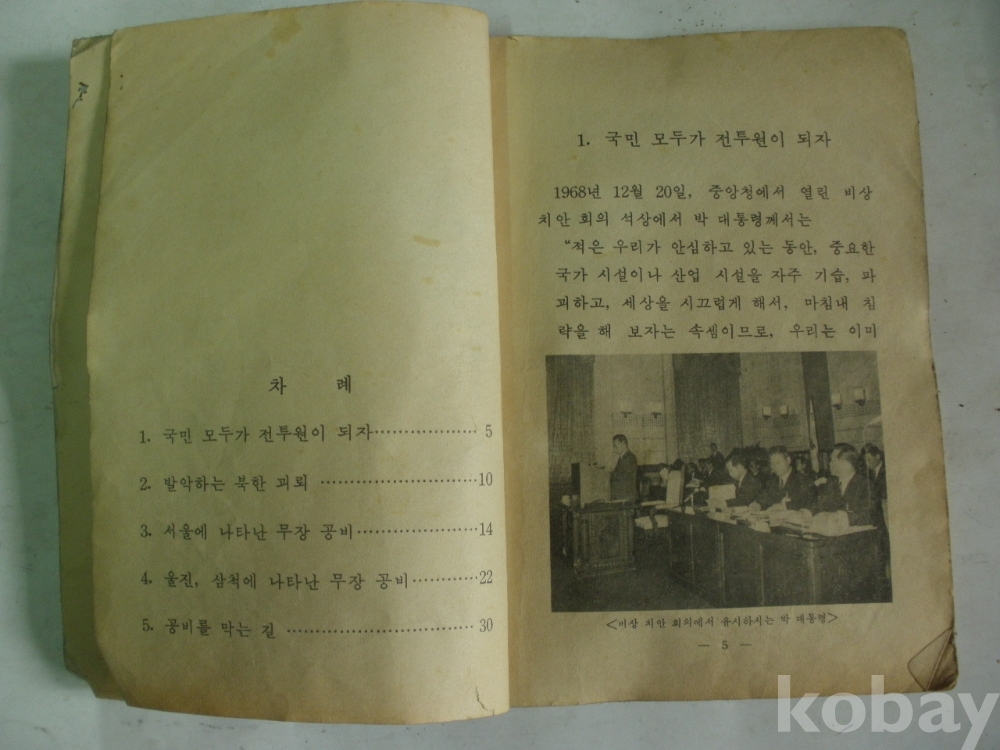 차 례
1. 국민 모두가 전투원이 되자 ··················· 5
2. 발악하는 북한 괴뢰 ··························10
3. 서울에 나타난 무장 공비 ···················14
4. 울진, 삼척에 나타난 무장 공비 ············22
5. 공비를 막는 길 ······························30
1. 국민 모두가 전투원이 되자
1968년 12월 20일, 중앙청에서 열린 비상
치안 회의 석상에서 박 대통령께서는
“적은 우리가 안심하고 있는 동안, 중요한
국가 시설이나 산업 시설을 자주 기습, 파
괴하고, 세상을 시끄럽게 해서, 마침내 침
략을 해 보자는 속셈이므로, 우리는 이미
<비상 치안 회의에서 유시하시는 박 대통령>
— 5 —
kobay